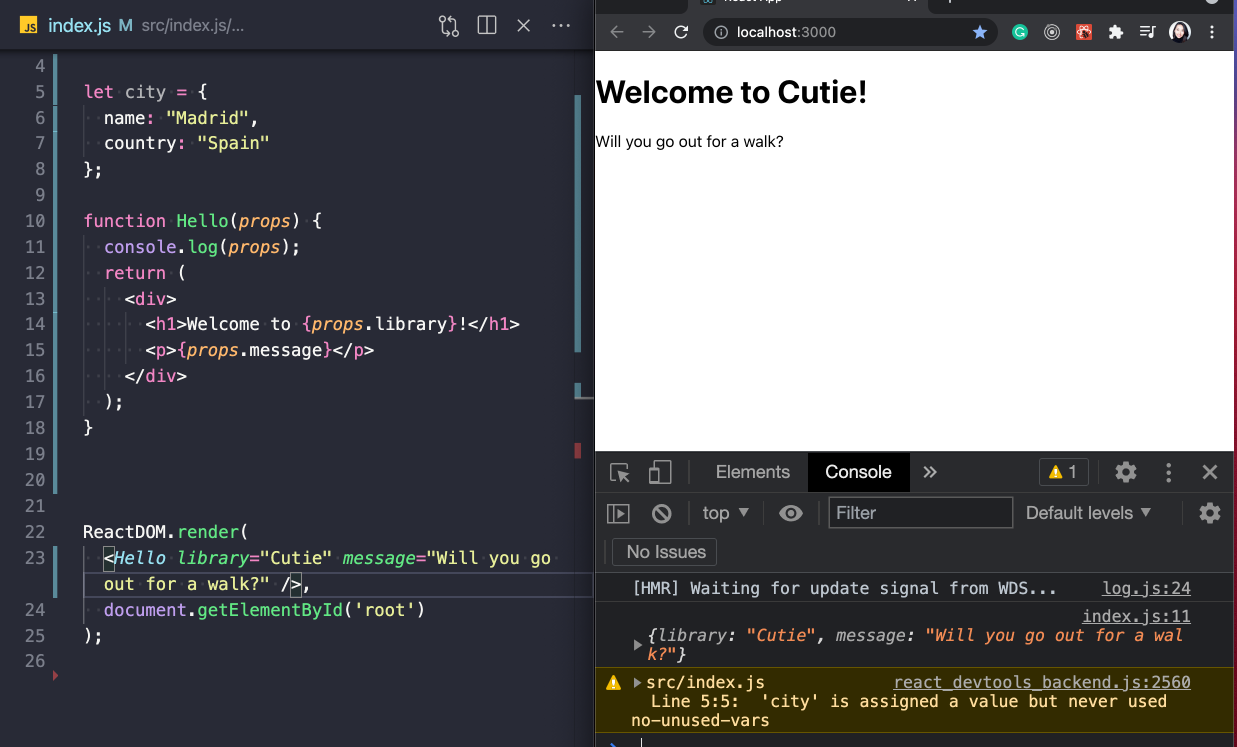 index.js M src/index.js/...
4
5 let city = {
6 name: "Madrid",
7 country: "Spain"
8 };
9
10 function Hello(props) {
11 console.log(props);
12 return (
13 <div>
14 <h1>Welcome to {props.library}!</h1>
15 <p>{props.message}</p>
16 </div>
17 );
18 }
19
20
21
22 ReactDOM.render(
23 <Hello library="Cutie" message="Will you go
out for a walk?" />,
24 document.getElementById('root')
25 );
26
localhost:3000
Welcome to Cutie!
Will you go out for a walk?
Elements Console 1
top Filter Default levels
No Issues
[HMR] Waiting for update signal from WDS... log.js:24
index.js:11
{library: "Cutie", message: "Will you go out for a wal
k?"}
src/index.js react_devtools_backend.js:2560
Line 5:5: 'city' is assigned a value but never used
no-unused-vars